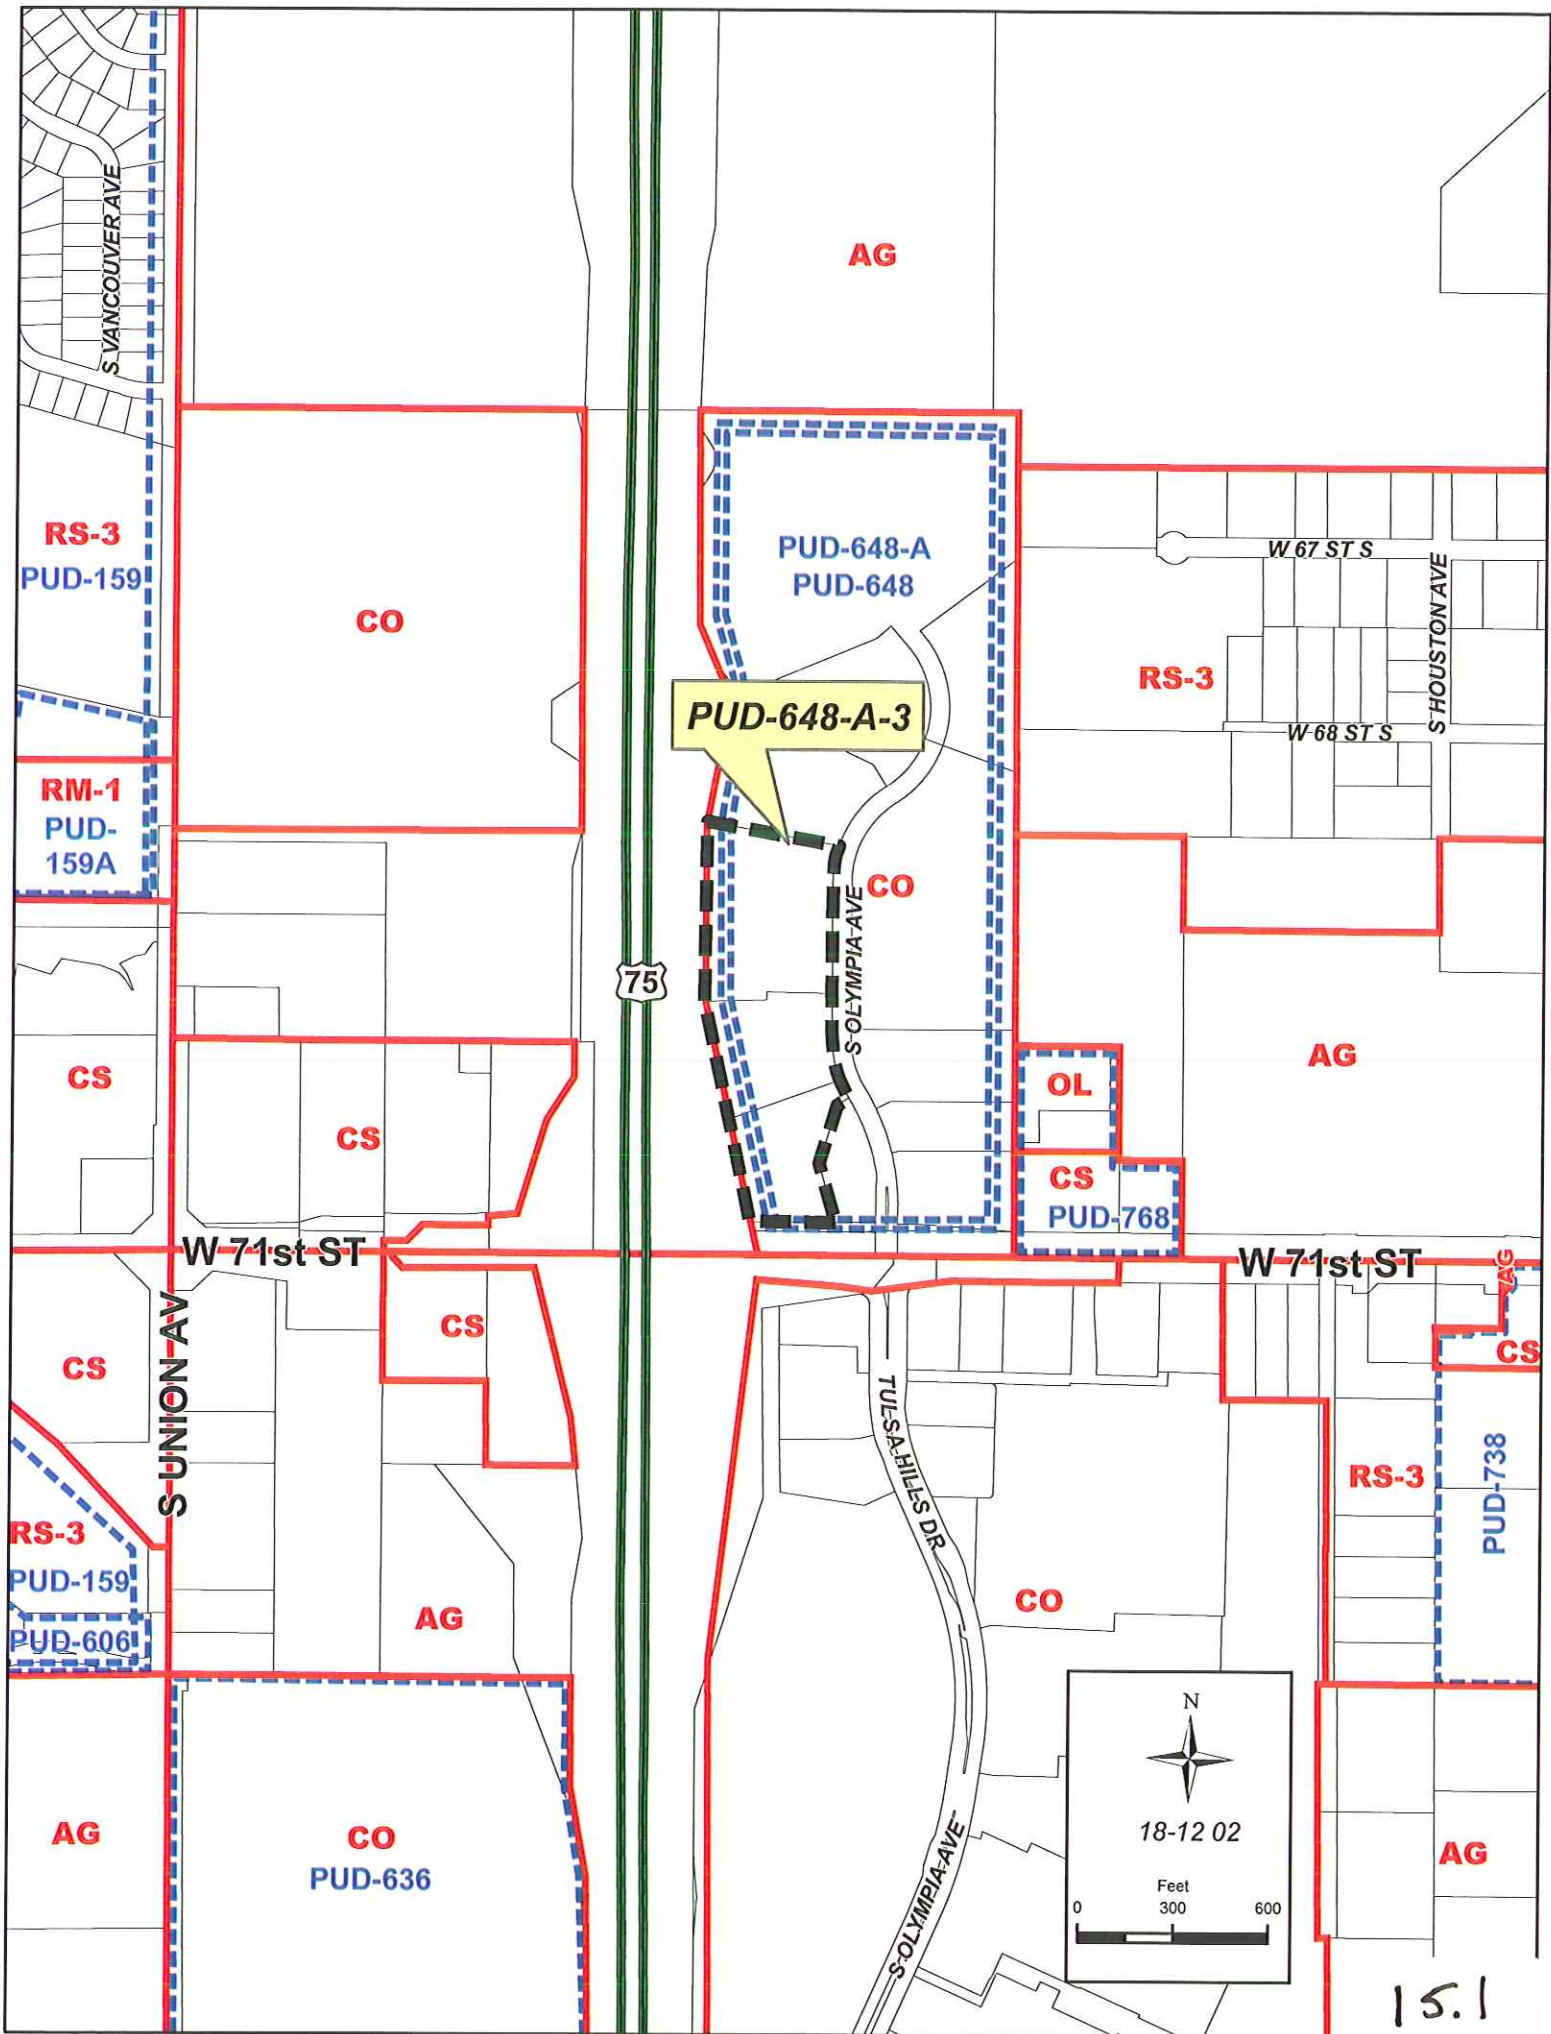 S VANCOUVER AVE
AG
RS-3
PUD-159
CO
PUD-648-A
PUD-648
W 67 ST S
S HOUSTON AVE
RS-3
W 68 ST S
PUD-648-A-3
RM-1
PUD-
159A
CO
S OLYMPIA AVE
75
CS
CS
OL
AG
CS
PUD-768
W 71st ST
W 71st ST
AG
CS
CS
CS
S UNION AV
TULSA HILLS DR
RS-3
PUD-738
RS-3
PUD-159
PUD-606
AG
CO
AG
CO
PUD-636
S OLYMPIA AVE
N
18-12 02
Feet
0 300 600
AG
15.1